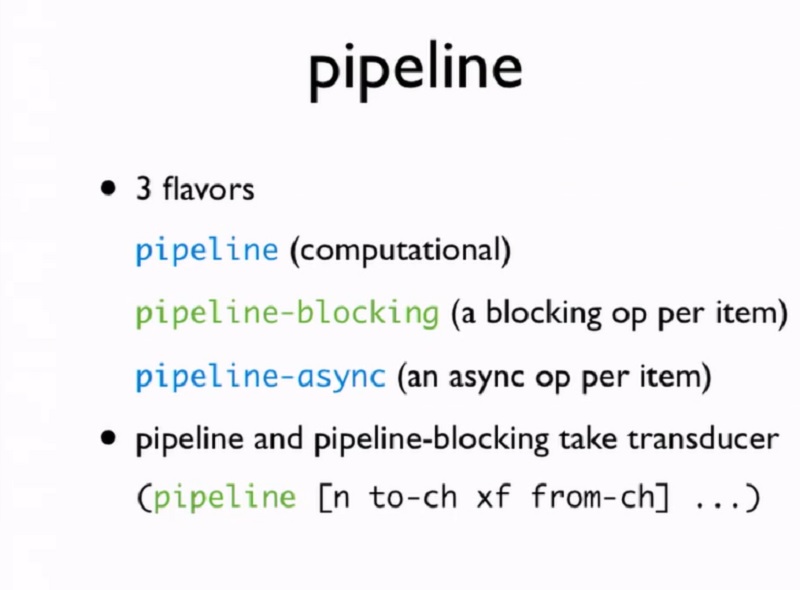 pipeline
• 3 flavors
pipeline (computational)
pipeline-blocking (a blocking op per item)
pipeline-async (an async op per item)
• pipeline and pipeline-blocking take transducer
(pipeline [n to-ch xf from-ch] ...)